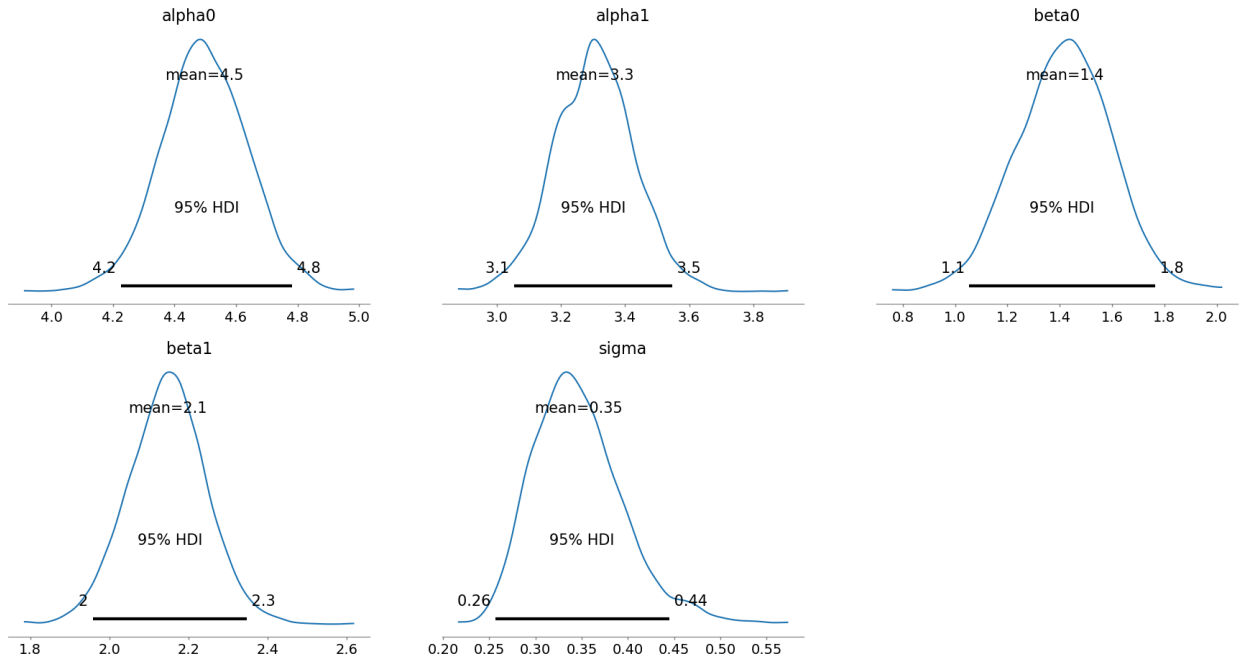 alpha0
mean=4.5
95% HDI
4.2
4.8
4.0 4.2 4.4 4.6 4.8 5.0
alpha1
mean=3.3
95% HDI
3.1
3.5
3.0 3.2 3.4 3.6 3.8
beta0
mean=1.4
95% HDI
1.1
1.8
0.8 1.0 1.2 1.4 1.6 1.8 2.0
beta1
mean=2.1
95% HDI
2
2.3
1.8 2.0 2.2 2.4 2.6
sigma
mean=0.35
95% HDI
0.26
0.44
0.20 0.25 0.30 0.35 0.40 0.45 0.50 0.55